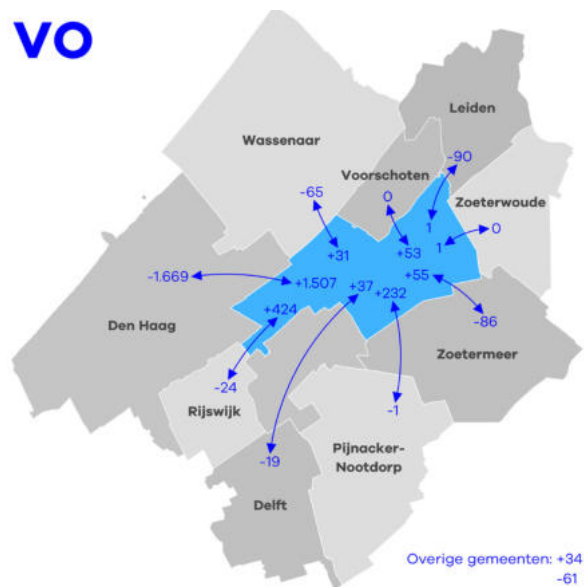 VO
Leiden
Wassenaar
Voorschoten
-90
Zoeterwoude
-65
0
0
1
1
+31
+53
-1.669
+1.507
+37
+55
+232
+424
-86
Den Haag
Zoetermeer
-24
Rijswijk
-1
Pijnacker-
Nootdorp
-19
Delft
Overige gemeenten: +34
-61